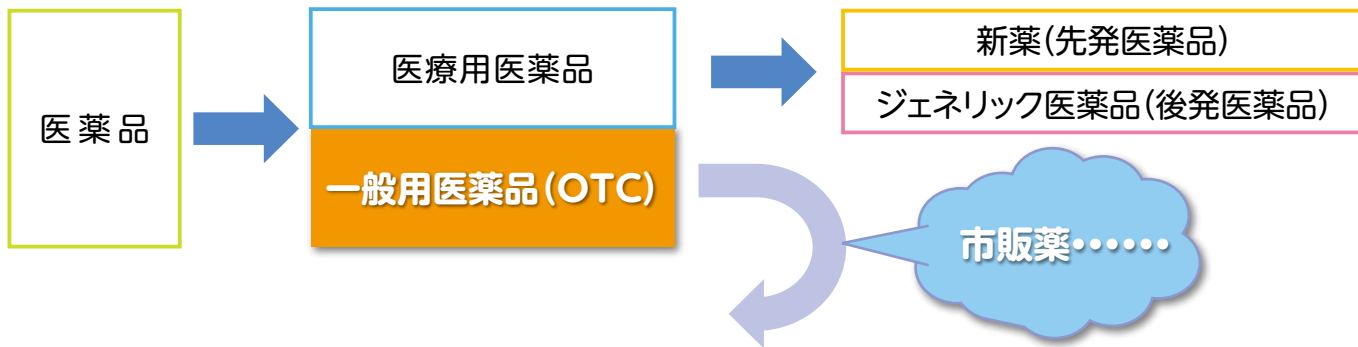 医薬品
医療用医薬品
一般用医薬品(OTC)
新薬(先発医薬品)
ジェネリック医薬品(後発医薬品)
市販薬・・・・・・